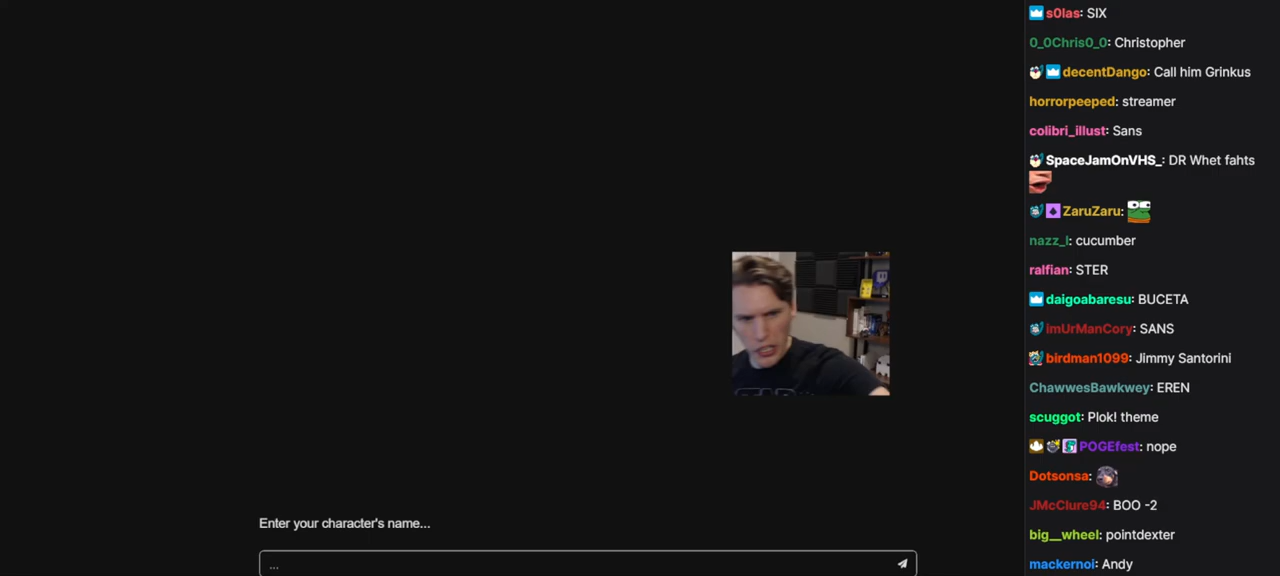 s0las: SIX
0_0Chris0_0: Christopher
decentDango: Call him Grinkus
horrorpeeped: streamer
colibri_illust: Sans
SpaceJamOnVHS_: DR Whet fahts
ZaruZaru:
nazz_l: cucumber
ralfian: STER
daigoabaresu: BUCETA
ImUrManCory: SANS
birdman1099: Jimmy Santorini
ChawwesBawkwey: EREN
scuggot: Plok! theme
POGEfest: nope
Dotsonsa:
JMcClure94: BOO -2
big__wheel: pointdexter
mackernoi: Andy
Enter your character's name...
...